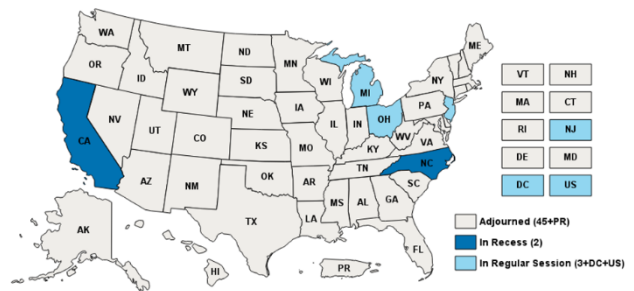 WA
ME
MT
ND
MN
OR
ID
SD
WI
NY
VT
NH
WY
MI
MA
CT
IA
PA
NE
NV
OH
RI
NJ
IL
IN
UT
CO
WV
VA
DE
MD
CA
KS
MO
KY
NC
DC
US
TN
AZ
NM
OK
AR
SC
MS
AL
GA
Adjourned (45+PR)
TX
LA
In Recess (2)
AK
FL
In Regular Session (3+DC+US)
HI
PR